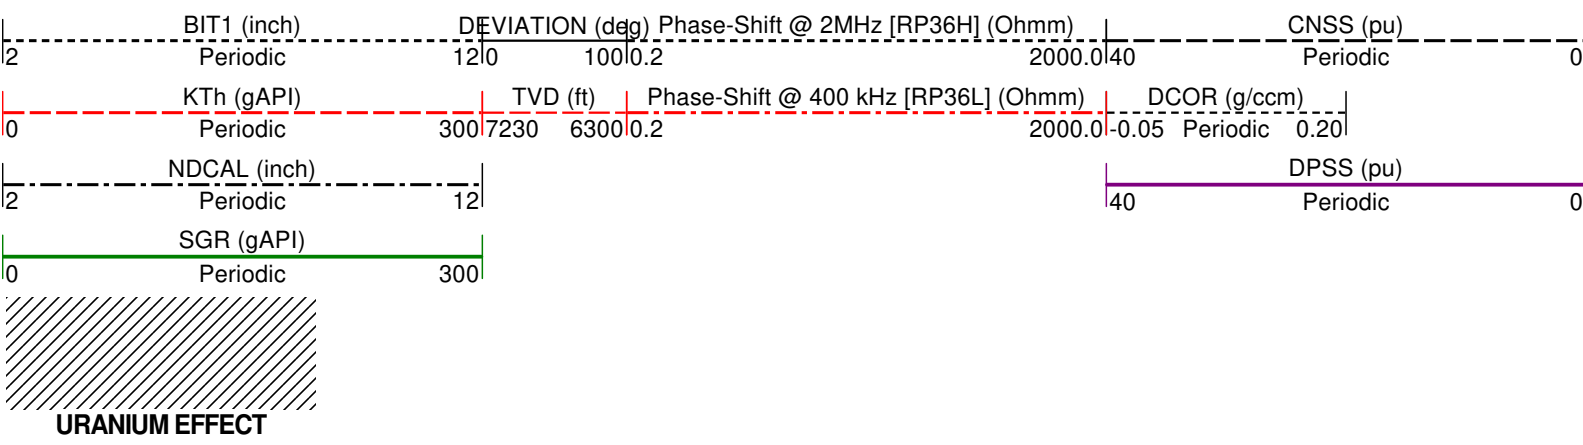 BIT1 (inch) DEVIATION (deg) Phase-Shift @ 2MHz [RP36H] (Ohmm) CNSS (pu)
2 Periodic 12 0 100 0.2 2000.0 40 Periodic 0
KTh (gAPI) TVD (ft) Phase-Shift @ 400 kHz [RP36L] (Ohmm) DCOR (g/ccm)
0 Periodic 300 7230 6300 0.2 2000.0 -0.05 Periodic 0.20
NDCAL (inch) DPSS (pu)
2 Periodic 12 40 Periodic 0
SGR (gAPI)
0 Periodic 300
URANIUM EFFECT